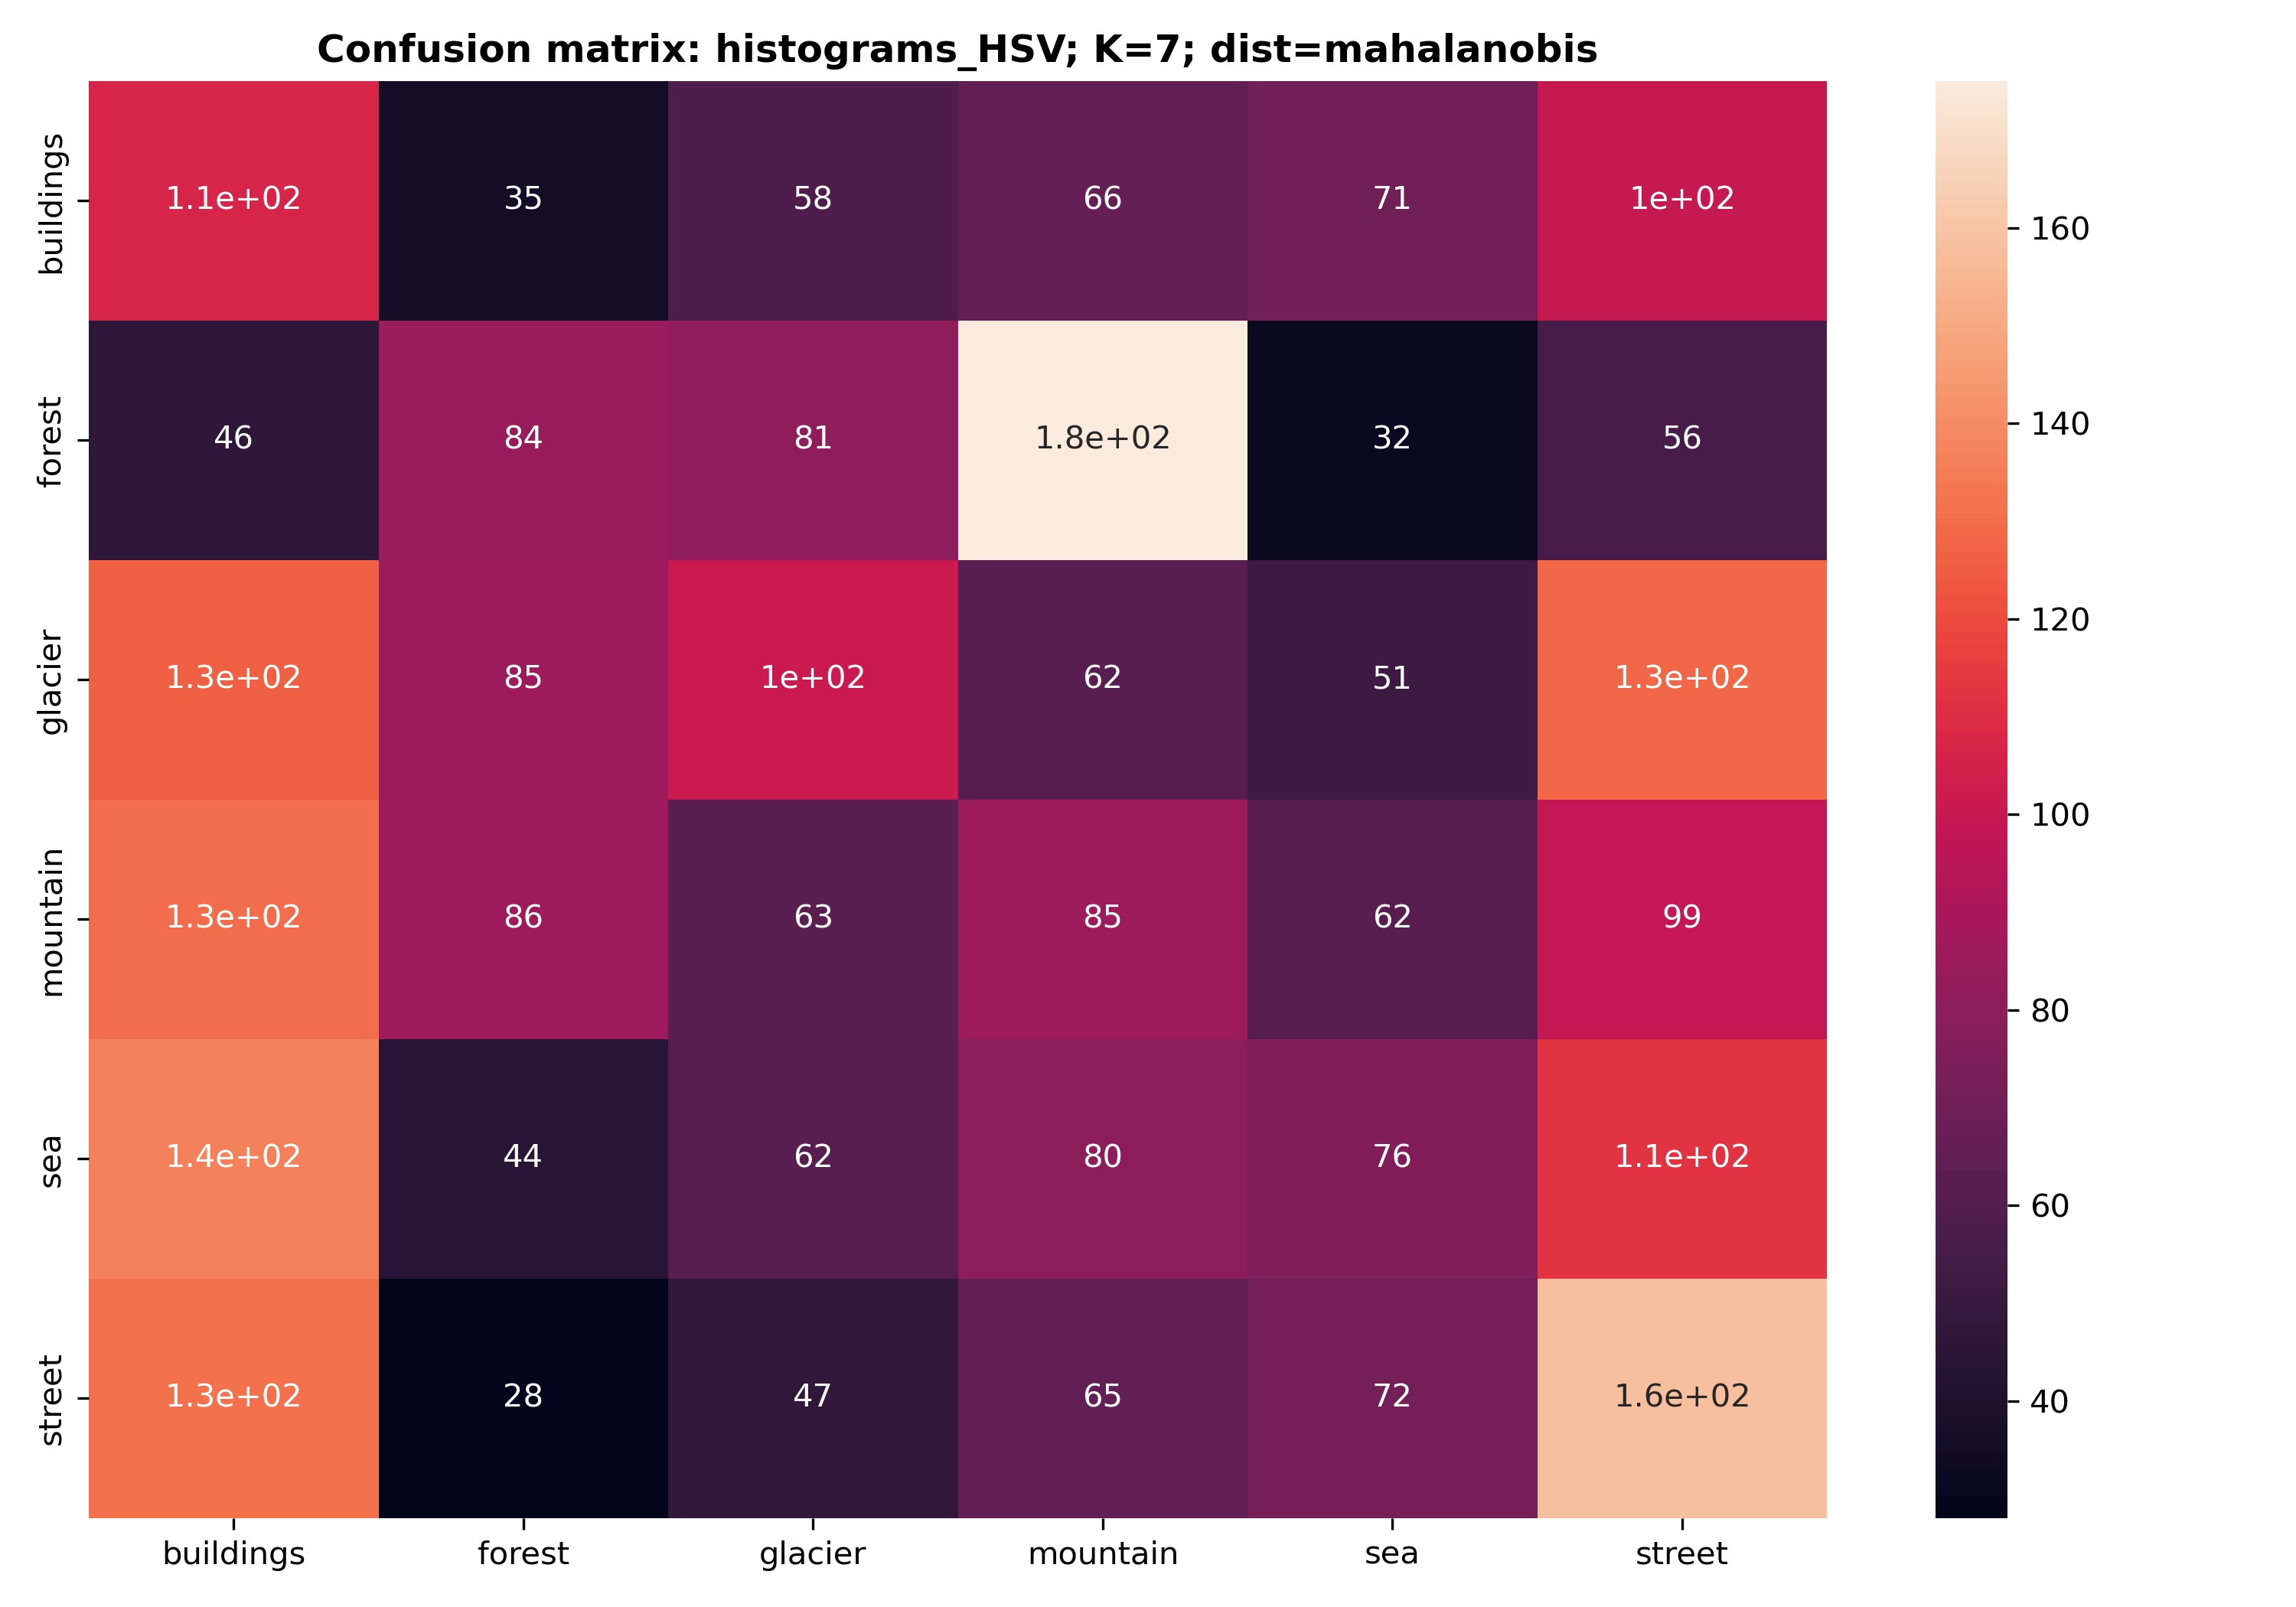 Confusion matrix: histograms_HSV; K=7; dist=mahalanobis
buildings 1.1e+02 35 58 66 71 1e+02
forest 46 84 81 1.8e+02 32 56
glacier 1.3e+02 85 1e+02 62 51 1.3e+02
mountain 1.3e+02 86 63 85 62 99
sea 1.4e+02 44 62 80 76 1.1e+02
street 1.3e+02 28 47 65 72 1.6e+02
buildings forest glacier mountain sea street
160
140
120
100
80
60
40